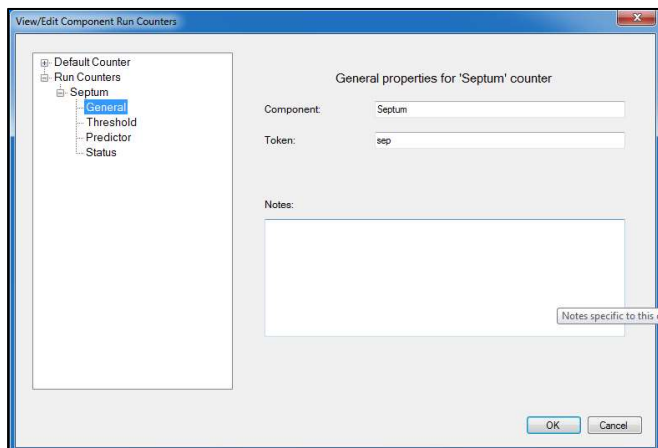 View/Edit Component Run Counters
Default Counter
Run Counters
Septum
General
Threshold
Predictor
Status
General properties for 'Septum' counter
Component: Septum
Token: sep
Notes:
Notes specific to this
OK Cancel